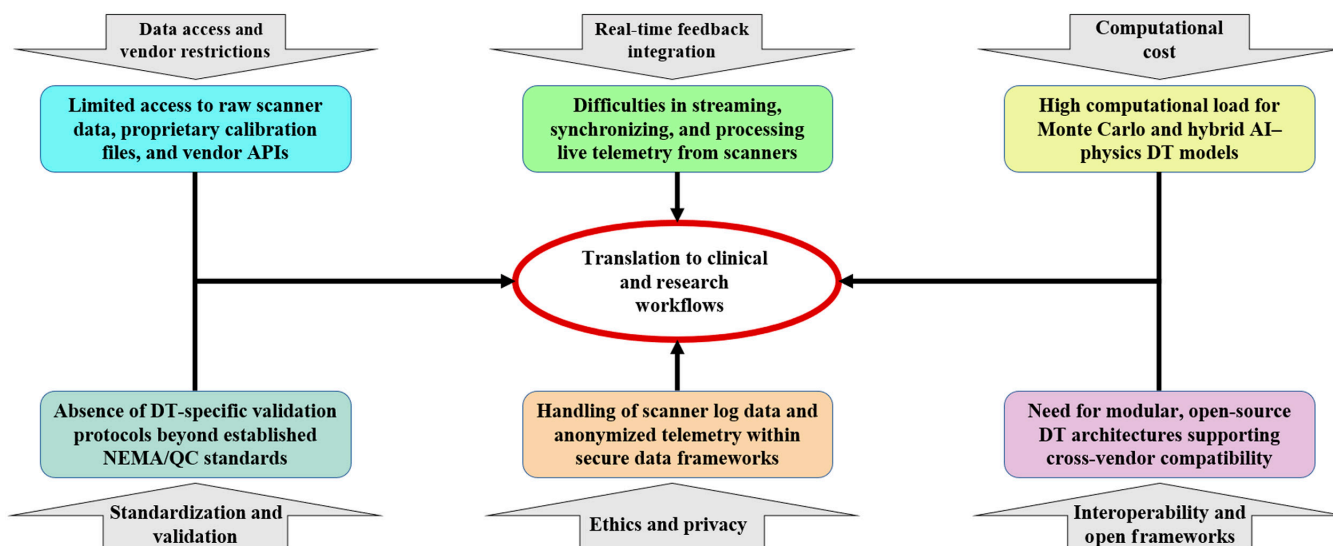 Data access and
vendor restrictions
Real-time feedback
integration
Computational
cost
Limited access to raw scanner
data, proprietary calibration
files, and vendor APIs
Difficulties in streaming,
synchronizing, and processing
live telemetry from scanners
High computational load for
Monte Carlo and hybrid AI–
physics DT models
Translation to clinical
and research
workflows
Absence of DT-specific validation
protocols beyond established
NEMA/QC standards
Handling of scanner log data and
anonymized telemetry within
secure data frameworks
Need for modular, open-source
DT architectures supporting
cross-vendor compatibility
Standardization and
validation
Ethics and privacy
Interoperability and
open frameworks